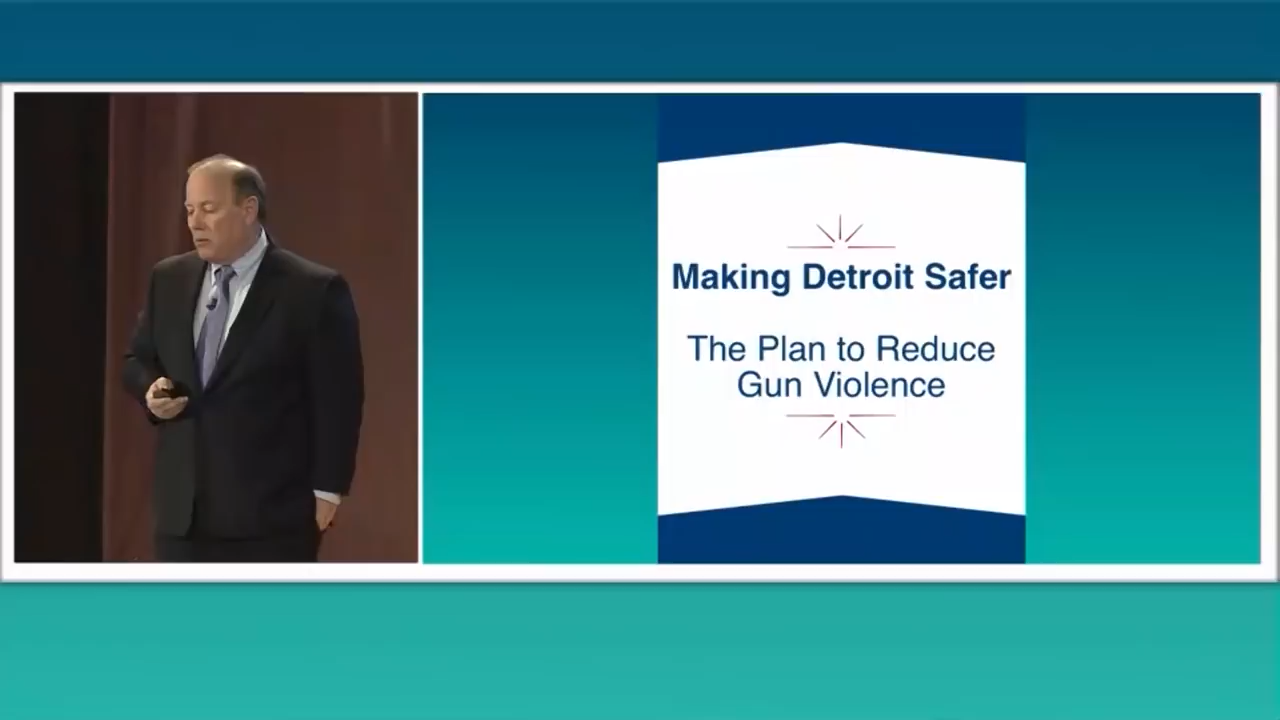 Making Detroit Safer
The Plan to Reduce
Gun Violence